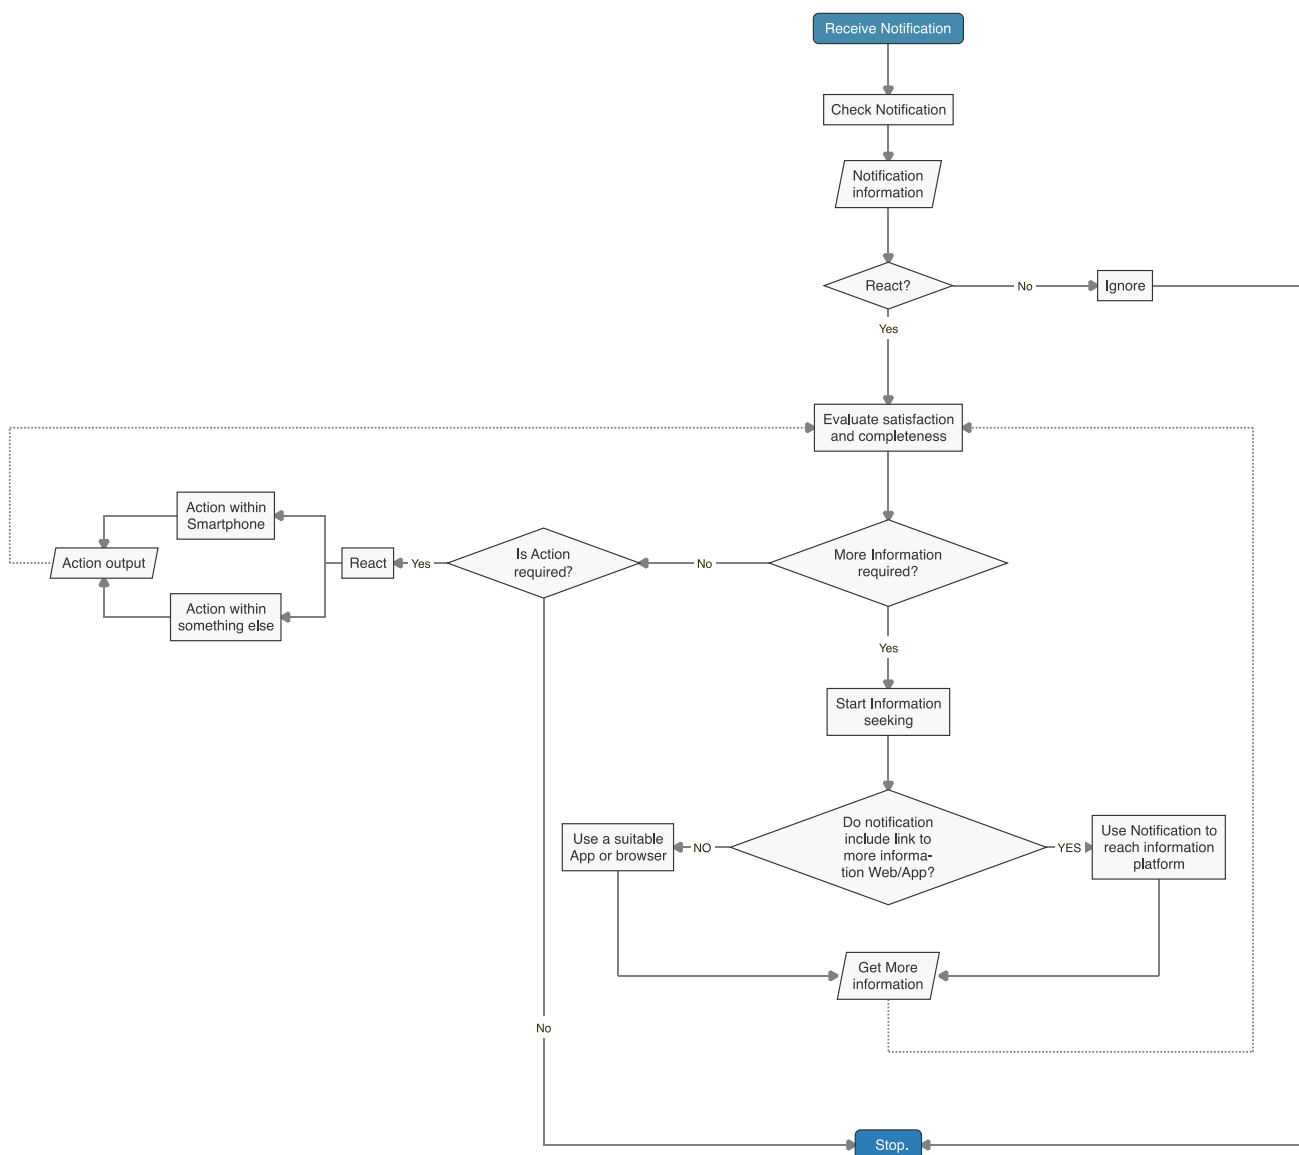 Receive Notification
Check Notification
Notification
information
React?
No
Ignore
Yes
Evaluate satisfaction
and completeness
Action within
Smartphone
Action output
React
Yes
Is Action
required?
No
More Information
required?
Action within
something else
Yes
Start Information
seeking
Use a suitable
App or browser
NO
Do notification
include link to
more informa-
tion Web/App?
YES
Use Notification to
reach information
platform
Get More
information
No
Stop.